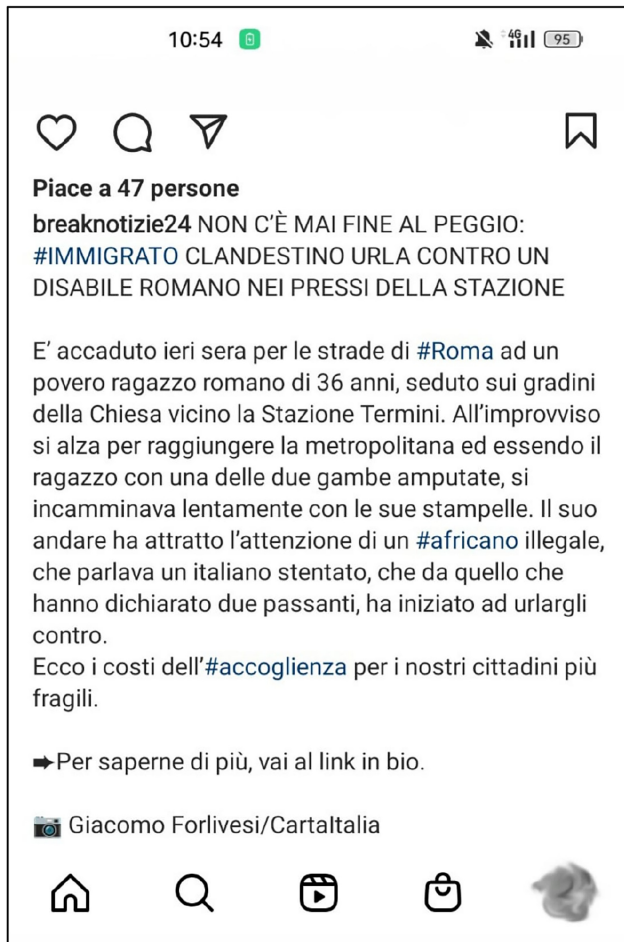 10:54
4G
95
Piace a 47 persone
breaknotizie24 NON C'È MAI FINE AL PEGGIO:
#IMMIGRATO CLANDESTINO URLA CONTRO UN
DISABILE ROMANO NEI PRESSI DELLA STAZIONE
E' accaduto ieri sera per le strade di #Roma ad un
povero ragazzo romano di 36 anni, seduto sui gradini
della Chiesa vicino la Stazione Termini. All'improvviso
si alza per raggiungere la metropolitana ed essendo il
ragazzo con una delle due gambe amputate, si
incamminava lentamente con le sue stampelle. Il suo
andare ha attratto l'attenzione di un #africano illegale,
che parlava un italiano stentato, che da quello che
hanno dichiarato due passanti, ha iniziato ad urlargli
contro.
Ecco i costi dell'#accoglienza per i nostri cittadini più
fragili.
➡Per saperne di più, vai al link in bio.
📷 Giacomo Forlivesi/CartaItalia